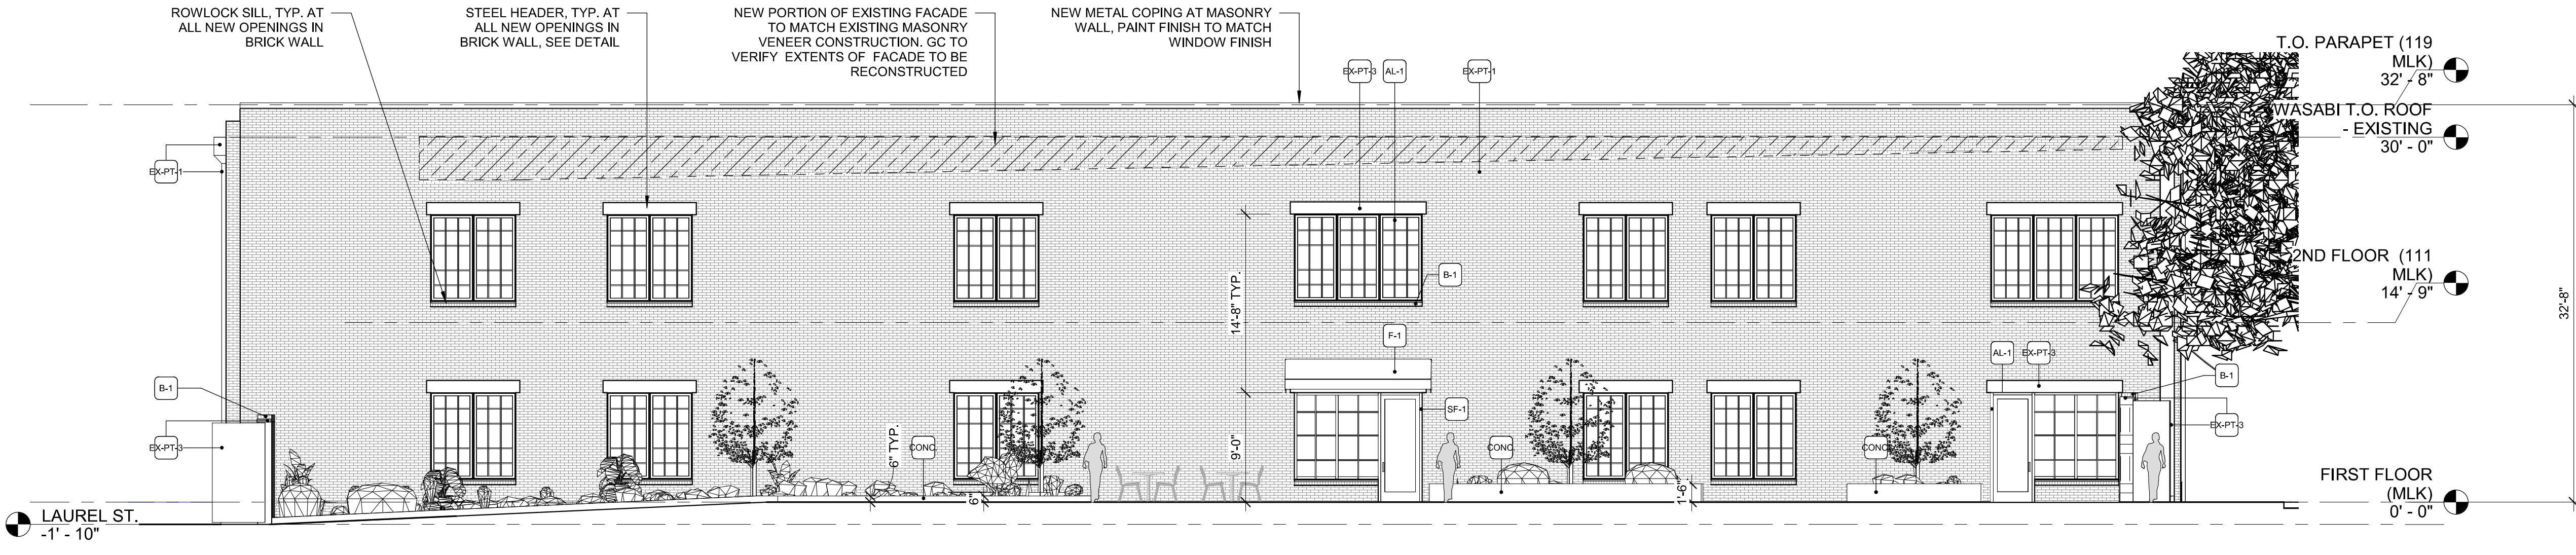 ROWLOCK SILL, TYP. AT
ALL NEW OPENINGS IN
BRICK WALL
STEEL HEADER, TYP. AT
ALL NEW OPENINGS IN
BRICK WALL, SEE DETAIL
NEW PORTION OF EXISTING FACADE
TO MATCH EXISTING MASONRY
VENEER CONSTRUCTION. GC TO
VERIFY EXTENTS OF FACADE TO BE
RECONSTRUCTED
NEW METAL COPING AT MASONRY
WALL, PAINT FINISH TO MATCH
WINDOW FINISH
EX-PT-3
AL-1
EX-PT-1
T.O. PARAPET (119
MLK)
32' - 8"
WASABI T.O. ROOF
- EXISTING
30' - 0"
EX-PT-1
2ND FLOOR (111
MLK)
14' - 9"
B-1
14'-8" TYP.
32'-8"
F-1
AL-1
EX-PT-3
B-1
B-1
SF-1
EX-PT-3
EX-PT-3
6" TYP.
CONC.
9'-0"
CONC
CONC
6"
1'-6"
CONC
CONC
FIRST FLOOR
(MLK)
0' - 0"
LAUREL ST.
-1' - 10"